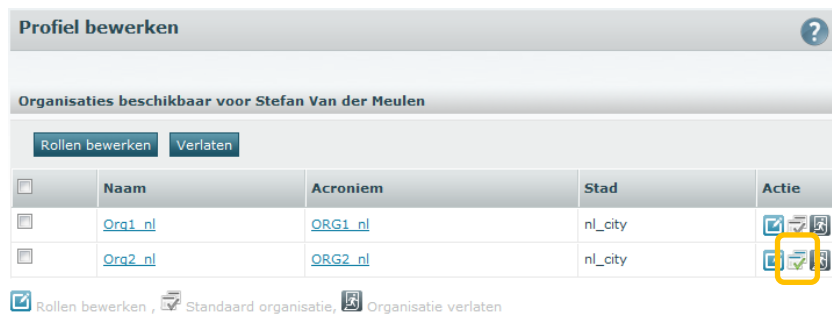 Profiel bewerken
?
Organisaties beschikbaar voor Stefan Van der Meulen
Rollen bewerken Verlaten
Naam Acroniem Stad Actie
Org1_nl ORG1_nl nl_city
Org2_nl ORG2_nl nl_city
Rollen bewerken , Standaard organisatie, Organisatie verlaten